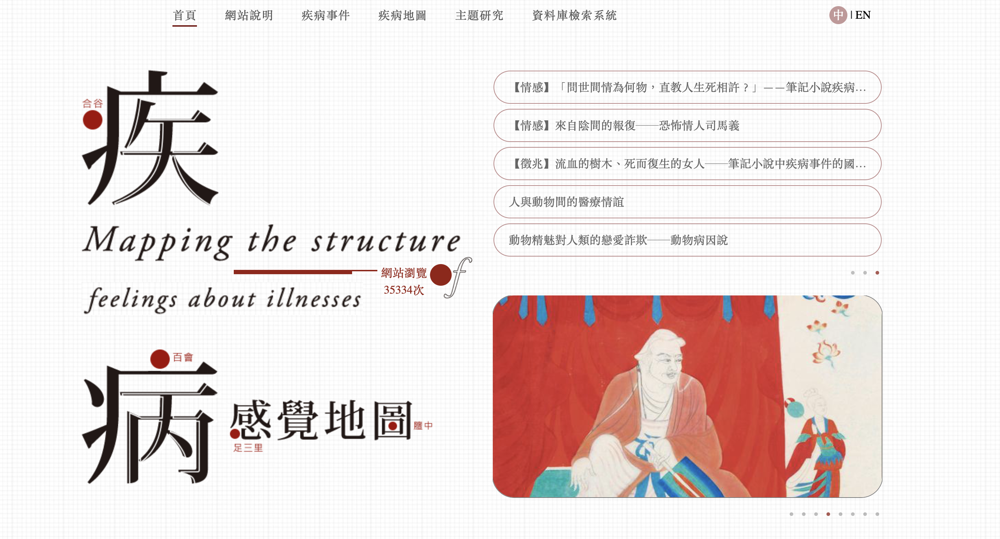 首頁 網站說明 疾病事件 疾病地圖 主題研究 資料庫檢索系統 中 | EN
合谷
疾
Mapping the structure
of
網站瀏覽
35334次
feelings about illnesses
百會
病
感覺地圖
膻中
足三里
【情感】「問世間情為何物，直教人生死相許？」——筆記小說疾病…
【情感】來自陰間的報復——恐怖情人司馬義
【徵兆】流血的樹木、死而復生的女人——筆記小說中疾病事件的國…
人與動物間的醫療情誼
動物精魅對人類的戀愛詐欺——動物病因說